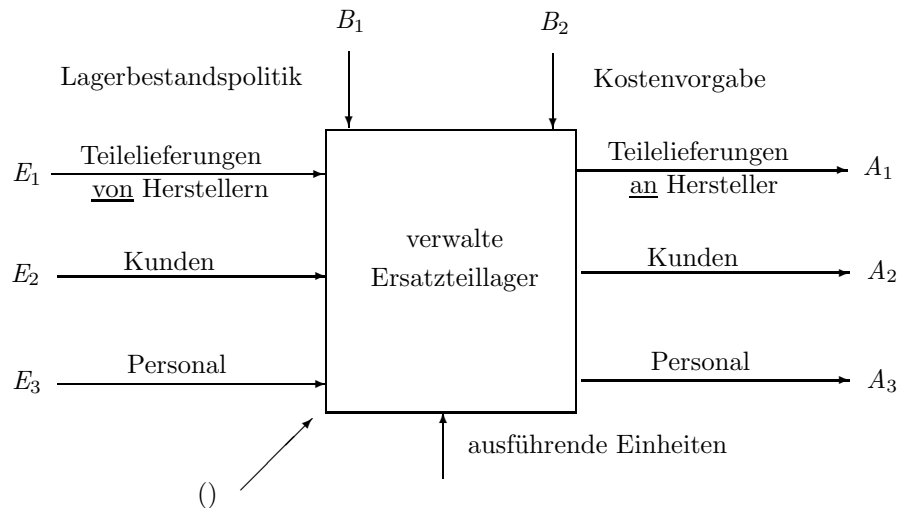 B1 B2
Lagerbestandspolitik Kostenvorgabe
E1 Teilelieferungen Teilelieferungen A1
von Herstellern an Hersteller
verwalte
E2 Kunden Kunden A2
Ersatzteillager
E3 Personal Personal A3
ausführende Einheiten
()